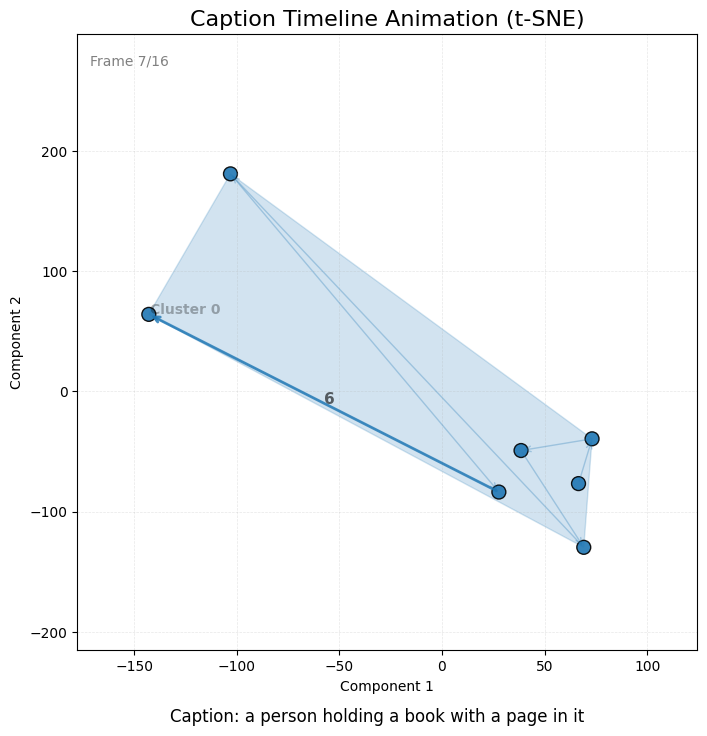 Caption Timeline Animation (t-SNE)
Frame 7/16
Cluster 0
6
Component 2
200
100
0
−100
−200
−150
−100
−50
0
50
100
Component 1
Caption: a person holding a book with a page in it